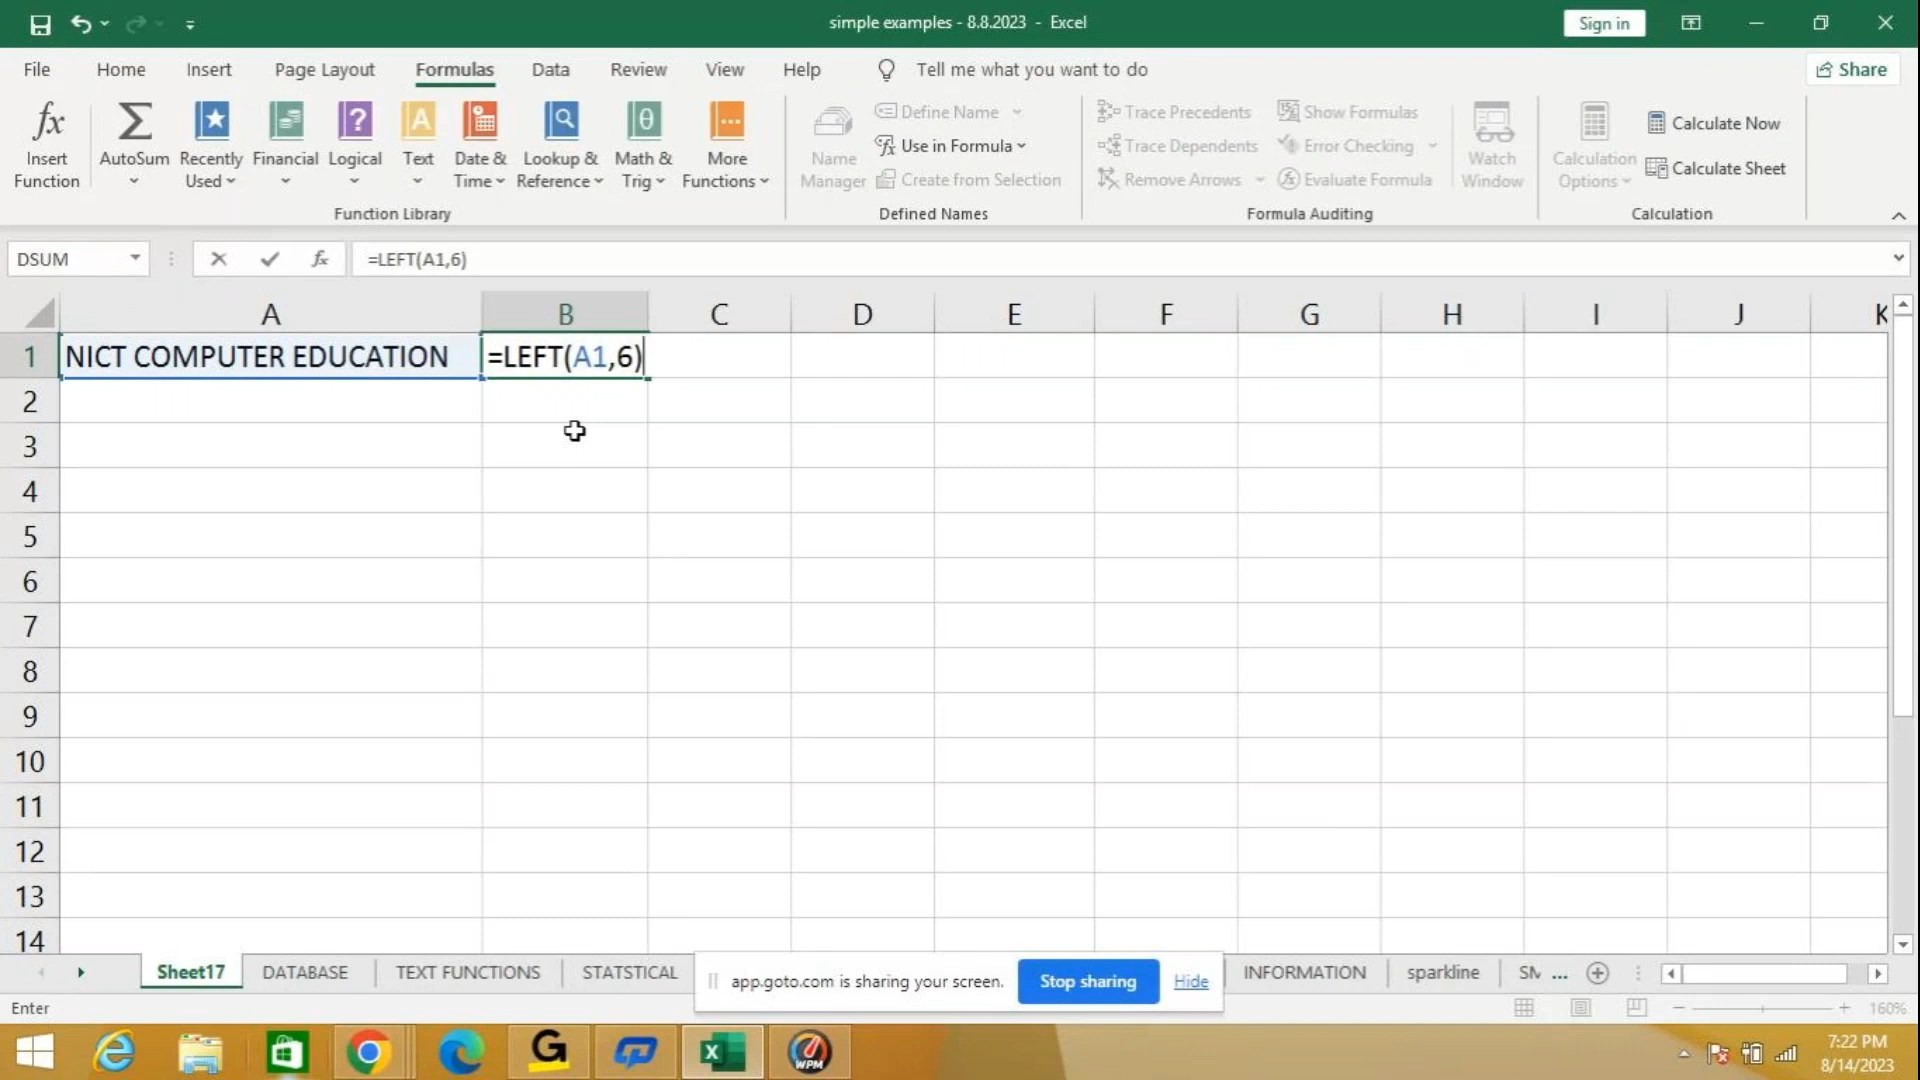 simple examples - 8.8.2023 - Excel
Sign in
File Home Insert Page Layout Formulas Data Review View Help Tell me what you want to do Share
Insert Function
AutoSum
Recently Used
Financial
Logical
Text
Date & Time
Lookup & Reference
Math & Trig
More Functions
Function Library
Name Manager
Define Name
Use in Formula
Create from Selection
Defined Names
Trace Precedents
Trace Dependents
Remove Arrows
Show Formulas
Error Checking
Evaluate Formula
Watch Window
Formula Auditing
Calculation Options
Calculate Now
Calculate Sheet
Calculation
DSUM fx =LEFT(A1,6)
A B C D E F G H I J K
1 NICT COMPUTER EDUCATION =LEFT(A1,6)
2
3
4
5
6
7
8
9
10
11
12
13
14
Sheet17 DATABASE TEXT FUNCTIONS STATSTICAL INFORMATION sparkline SM ...
app.goto.com is sharing your screen. Stop sharing Hide
Enter 160%
WPM
7:22 PM
8/14/2023